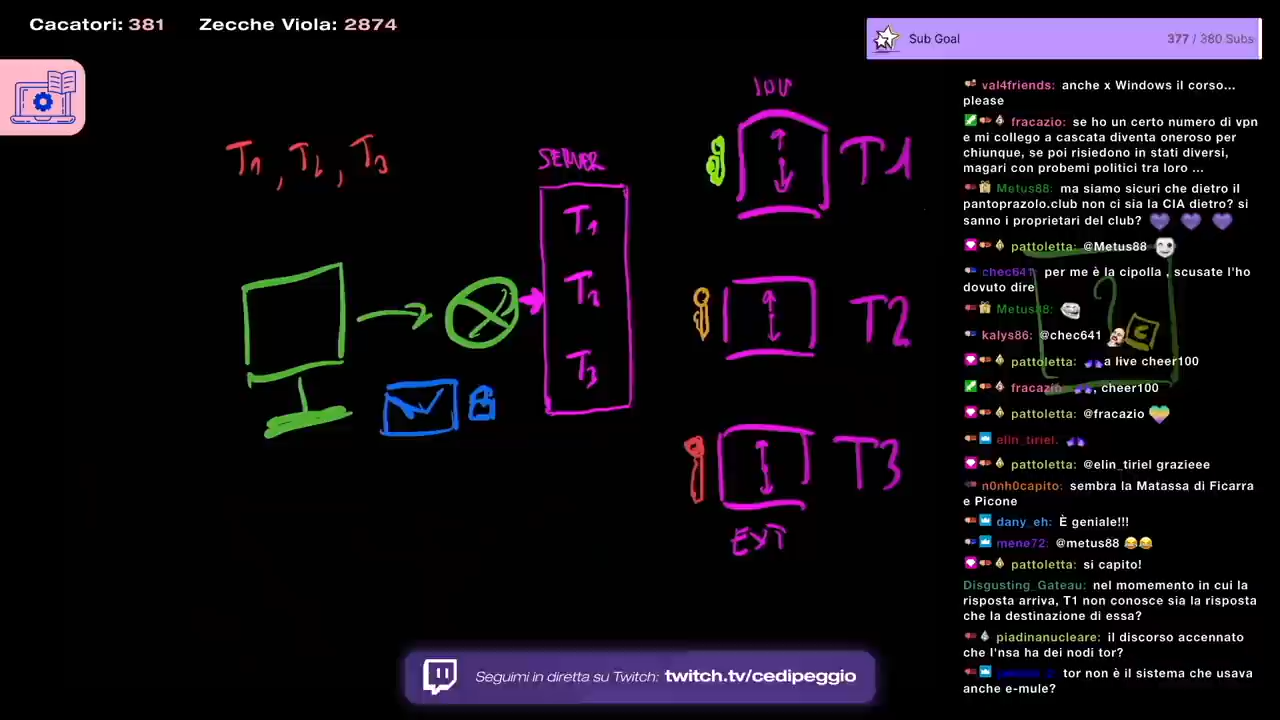 Cacatori: 381 Zecche Viola: 2874
Sub Goal 377 / 380 Subs
T1, T2, T3
SERVER
T1
T2
T3
T1
T2
T3
EXT
val4friends: anche x Windows il corso...
please
fracazio: se ho un certo numero di vpn
e mi collego a cascata diventa oneroso per
chiunque, se poi risiedono in stati diversi,
magari con probemi politici tra loro ...
Metus88: ma siamo sicuri che dietro il
pantoprazolo.club non ci sia la CIA dietro? si
sanno i proprietari del club?
pattoletta: @Metus88
chec641: per me è la cipolla , scusate l'ho
dovuto dire
Metus88:
kalys86: @chec641
pattoletta: a live cheer100
fracazio: , cheer100
pattoletta: @fracazio
elin_tiriel:
pattoletta: @elin_tiriel grazieee
n0nh0capito: sembra la Matassa di Ficarra
e Picone
dany_eh: È geniale!!!
mene72: @metus88
pattoletta: si capito!
Disgusting_Gateau: nel momemento in cui la
risposta arriva, T1 non conosce sia la risposta
che la destinazione di essa?
piadinanucleare: il discorso accennato
che l'nsa ha dei nodi tor?
tor non è il sistema che usava
anche e-mule?
C
Seguimi in diretta su Twitch: twitch.tv/cedipeggio